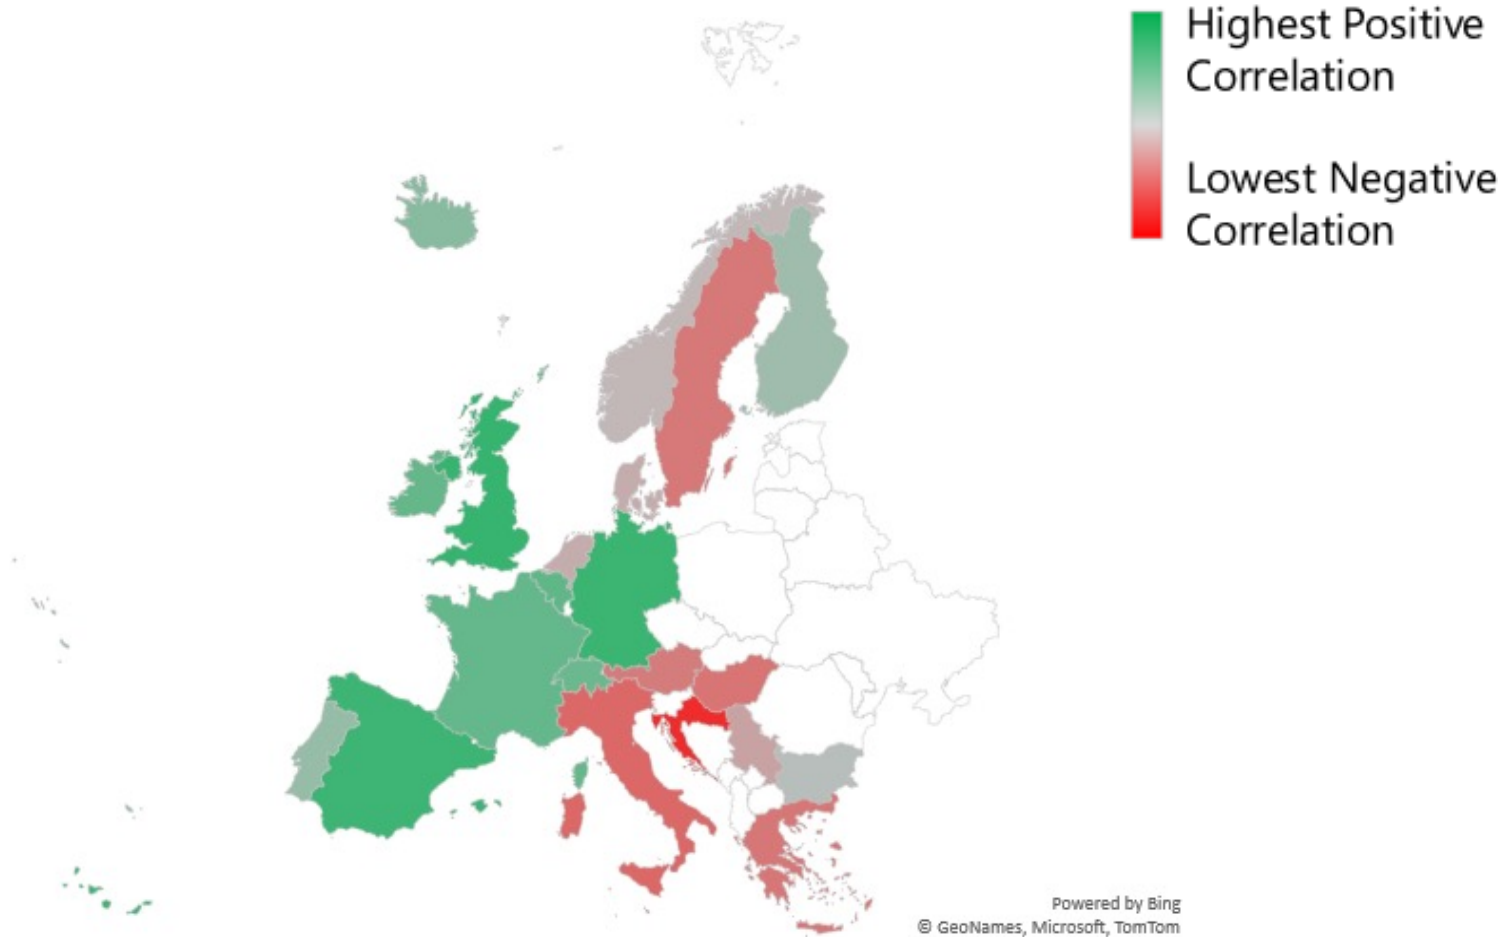 Highest Positive
Correlation
Lowest Negative
Correlation
Powered by Bing
© GeoNames, Microsoft, TomTom